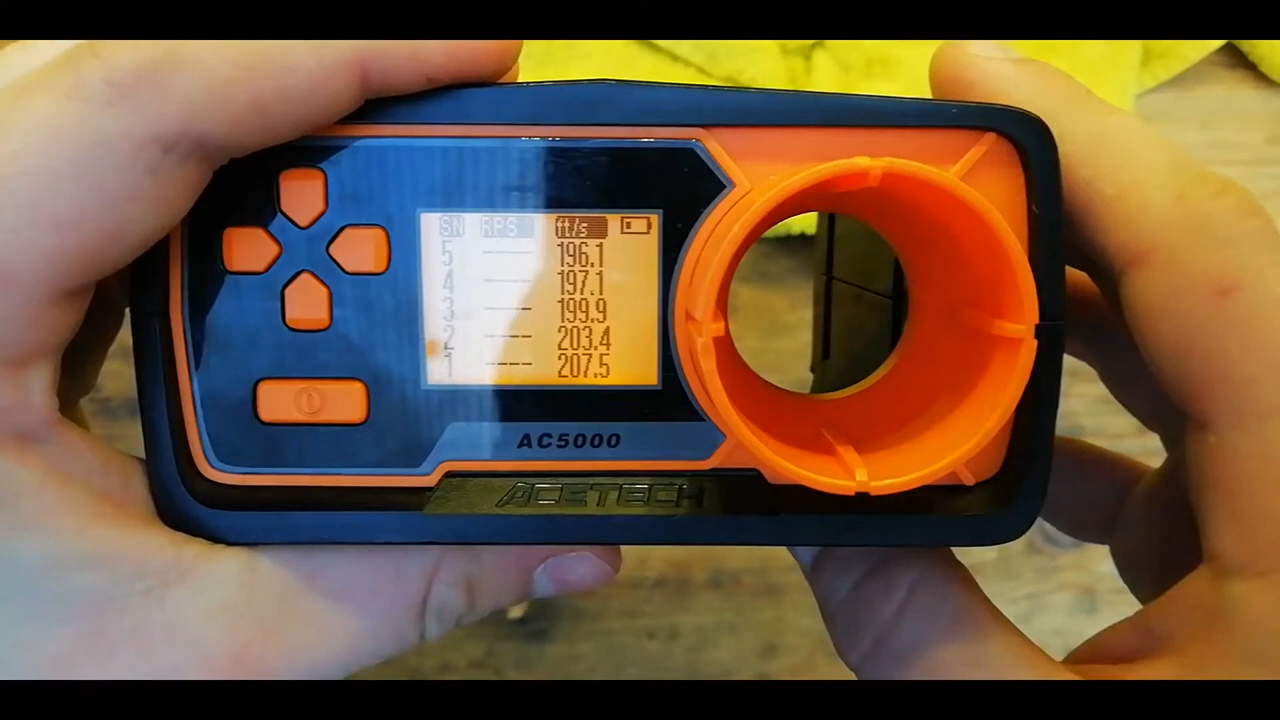 SN RPS ft/s
5 ---- 196.1
4 ---- 197.1
3 ---- 199.9
2 ---- 203.4
1 ---- 207.5
AC5000
ACETECH